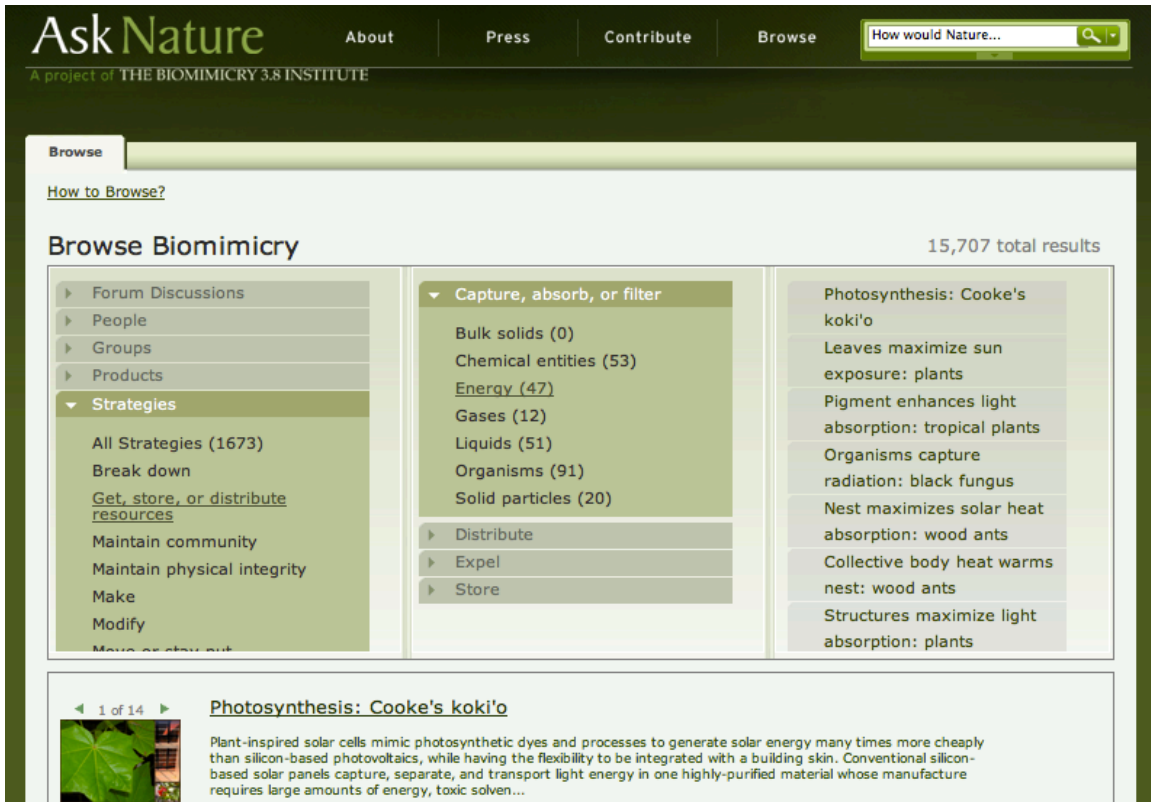 Ask Nature
About
Press
Contribute
Browse
How would Nature...
A project of THE BIOMIMICRY 3.8 INSTITUTE
Browse
How to Browse?
Browse Biomimicry
15,707 total results
Forum Discussions
People
Groups
Products
Strategies
All Strategies (1673)
Break down
Get, store, or distribute
resources
Maintain community
Maintain physical integrity
Make
Modify
Move or stay put
Capture, absorb, or filter
Bulk solids (0)
Chemical entities (53)
Energy (47)
Gases (12)
Liquids (51)
Organisms (91)
Solid particles (20)
Distribute
Expel
Store
Photosynthesis: Cooke's
koki'o
Leaves maximize sun
exposure: plants
Pigment enhances light
absorption: tropical plants
Organisms capture
radiation: black fungus
Nest maximizes solar heat
absorption: wood ants
Collective body heat warms
nest: wood ants
Structures maximize light
absorption: plants
1 of 14
Photosynthesis: Cooke's koki'o
Plant-inspired solar cells mimic photosynthetic dyes and processes to generate solar energy many times more cheaply
than silicon-based photovoltaics, while having the flexibility to be integrated with a building skin. Conventional silicon-
based solar panels capture, separate, and transport light energy in one highly-purified material whose manufacture
requires large amounts of energy, toxic solven...